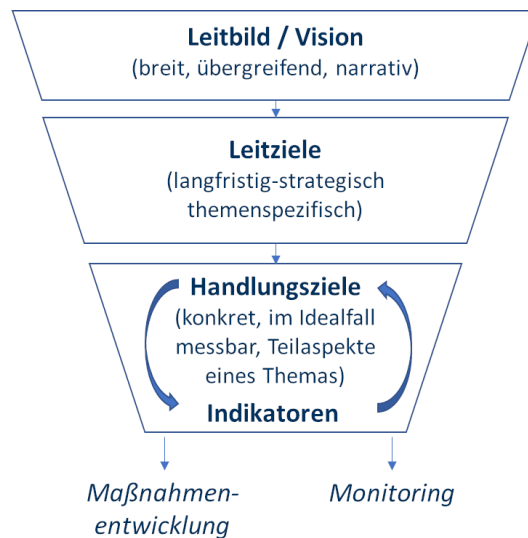 Leitbild / Vision
(breit, übergreifend, narrativ)
Leitziele
(langfristig-strategisch
themenspezifisch)
Handlungsziele
(konkret, im Idealfall
messbar, Teilaspekte
eines Themas)
Indikatoren
Maßnahmen-
entwicklung
Monitoring